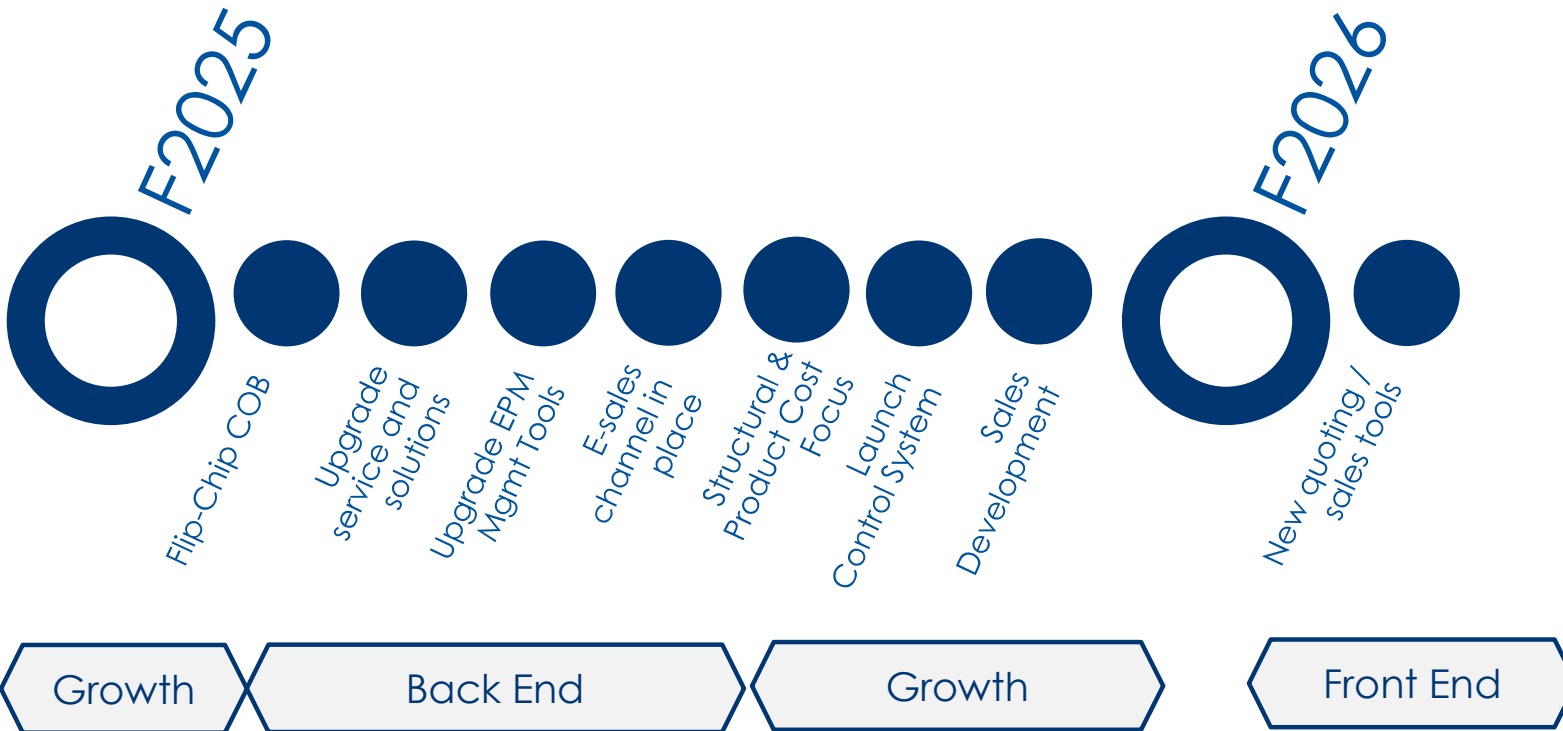 F2025
F2026
Flip-Chip COB
Upgrade
service and
solutions
Upgrade EPM
Mgmt Tools
E-sales
channel in
place
Structural &
Product Cost
Focus
Launch
Control System
Sales
Development
New quoting /
sales tools
Growth
Back End
Growth
Front End